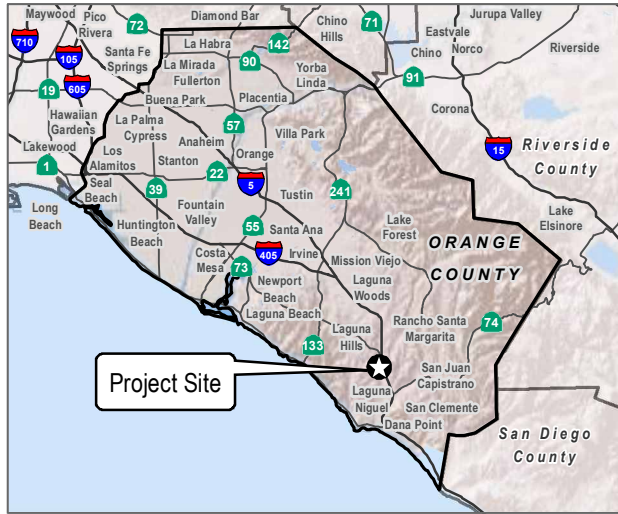 Maywood
Pico
Rivera
72
Diamond Bar
Chino
Hills
71
Jurupa Valley
Eastvale
Norco
Chino
Riverside
710
105
Santa Fe
Springs
La Habra
142
La Mirada
90
Yorba
Linda
91
Fullerton
19
605
Buena Park
Placentia
Corona
Hawaiian
Gardens
La Palma
Cypress
57
Villa Park
Anaheim
Lakewood
Los
Alamitos
Stanton
Orange
15
Riverside
County
1
22
Seal
Beach
39
5
Tustin
241
Long
Beach
Fountain
Valley
Huntington
Beach
55
Santa Ana
Lake
Forest
Lake
Elsinore
Costa
Mesa
405
Irvine
ORANGE
COUNTY
73
Mission Viejo
Newport
Beach
Laguna
Woods
Laguna Beach
Rancho Santa
Margarita
74
133
Laguna
Hills
Project Site
San Juan
Capistrano
Laguna
Niguel
San Clemente
Dana Point
San Diego
County